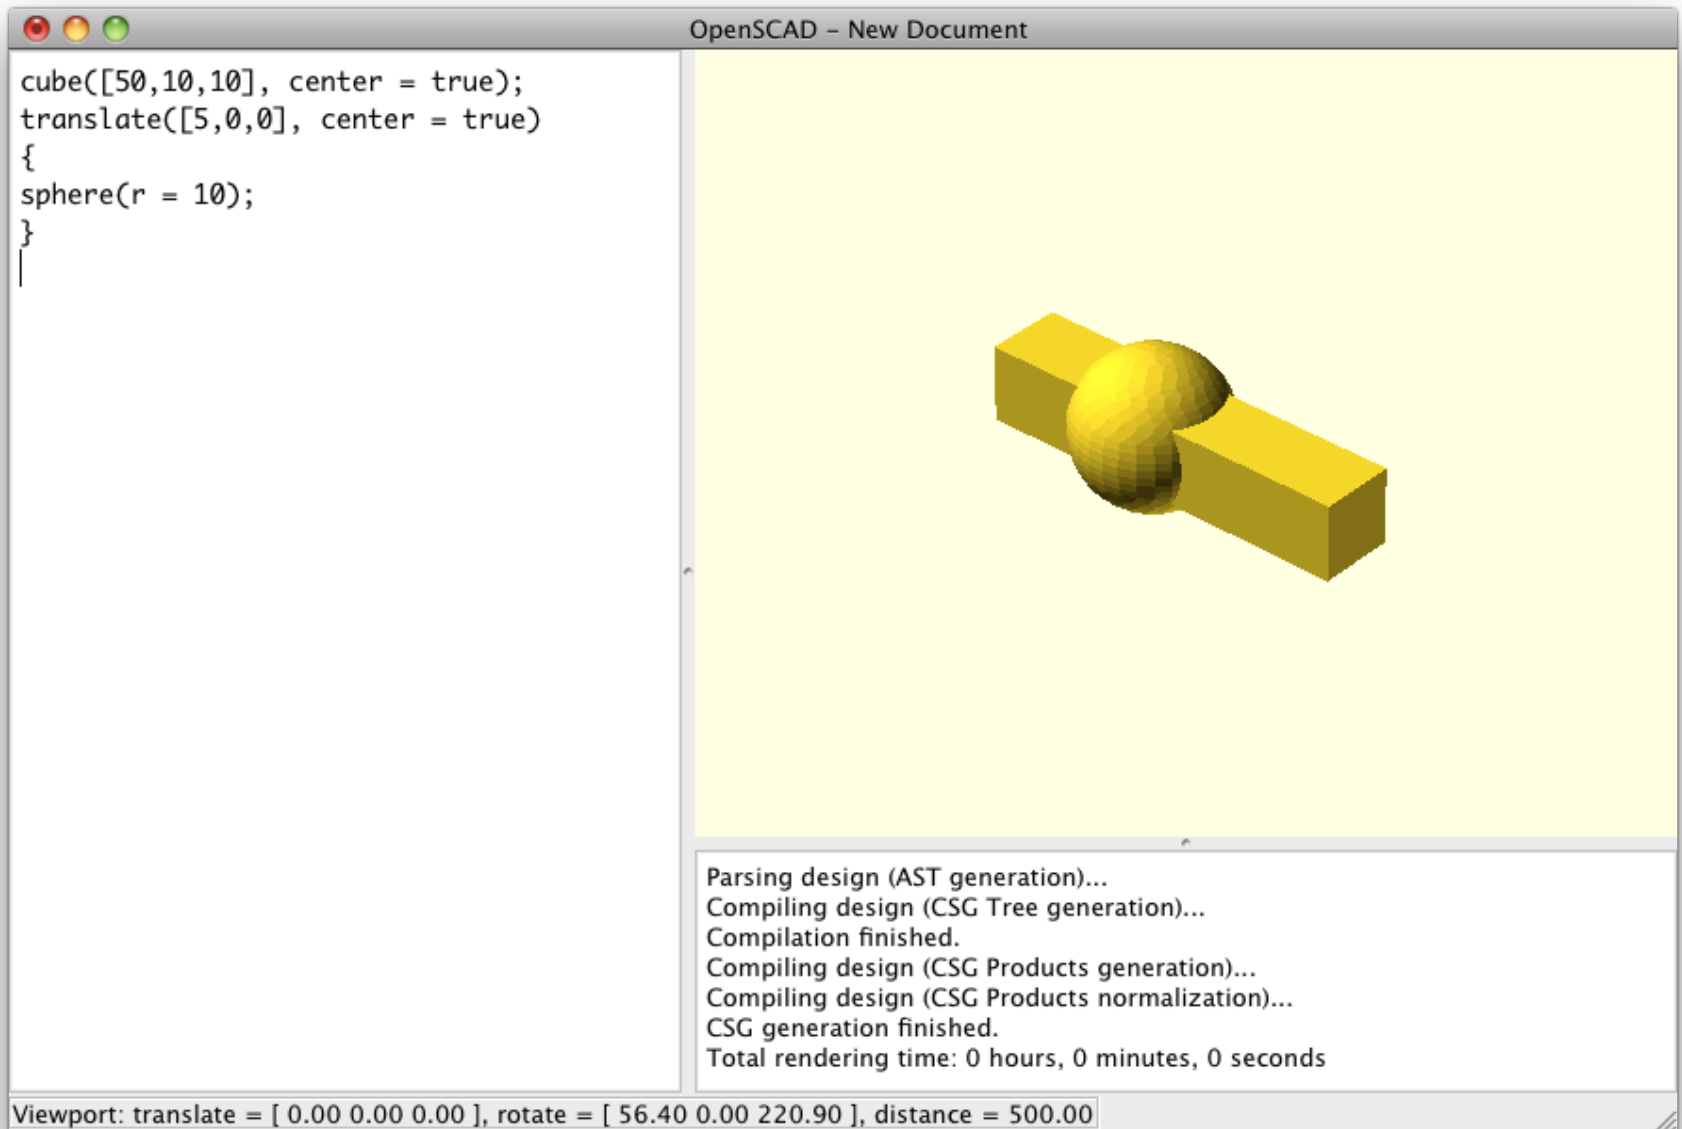 OpenSCAD – New Document
cube([50,10,10], center = true);
translate([5,0,0], center = true)
{
sphere(r = 10);
}
Parsing design (AST generation)...
Compiling design (CSG Tree generation)...
Compilation finished.
Compiling design (CSG Products generation)...
Compiling design (CSG Products normalization)...
CSG generation finished.
Total rendering time: 0 hours, 0 minutes, 0 seconds
Viewport: translate = [ 0.00 0.00 0.00 ], rotate = [ 56.40 0.00 220.90 ], distance = 500.00